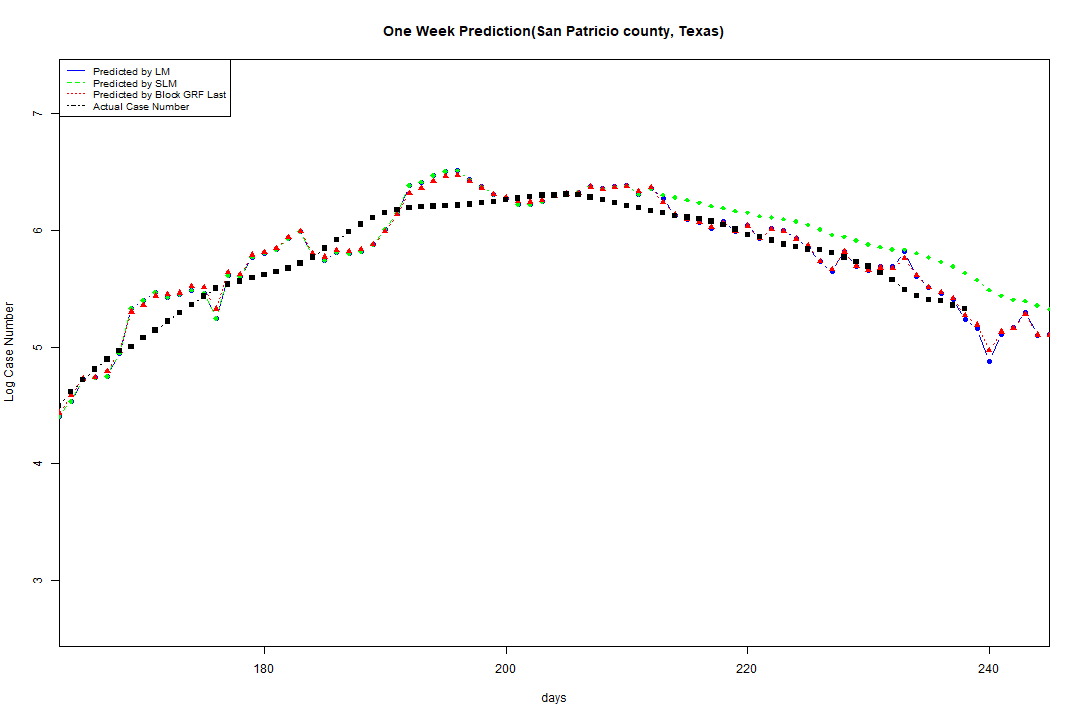 One Week Prediction(San Patricio county, Texas)
Predicted by LM
Predicted by SLM
Predicted by Block GRF Last
Actual Case Number
Log Case Number
7
6
5
4
3
180 200 220 240
days